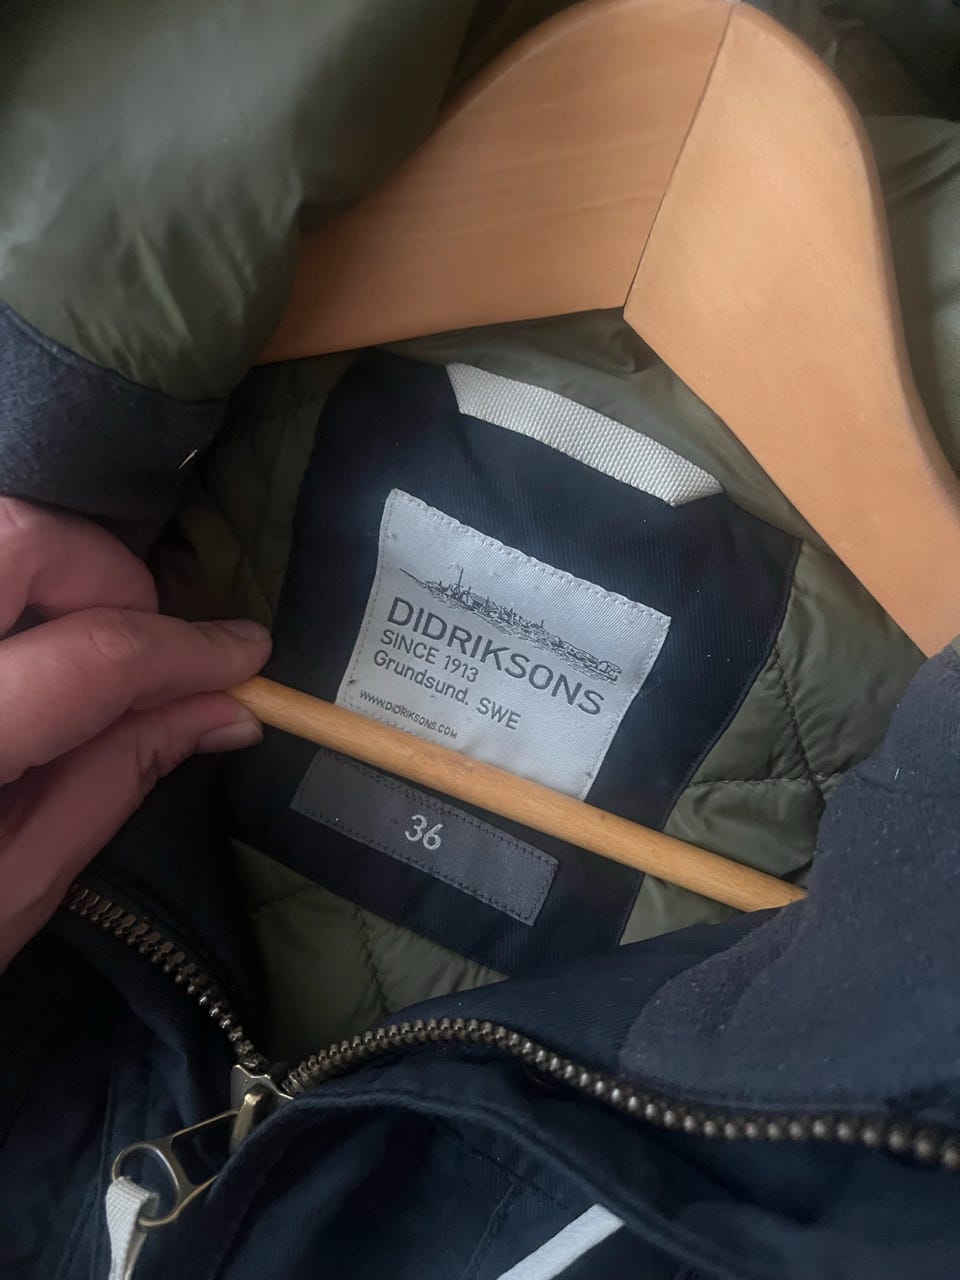 DIDRIKSONS
SINCE 1913
Grundsund. SWE
www.DIDRIKSONS.COM
36